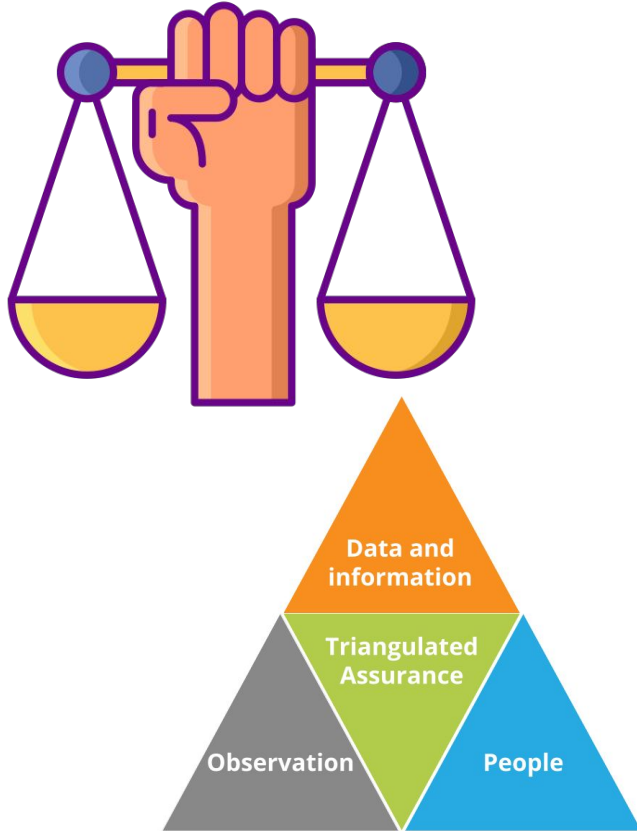 Data and
information
Triangulated
Assurance
Observation
People